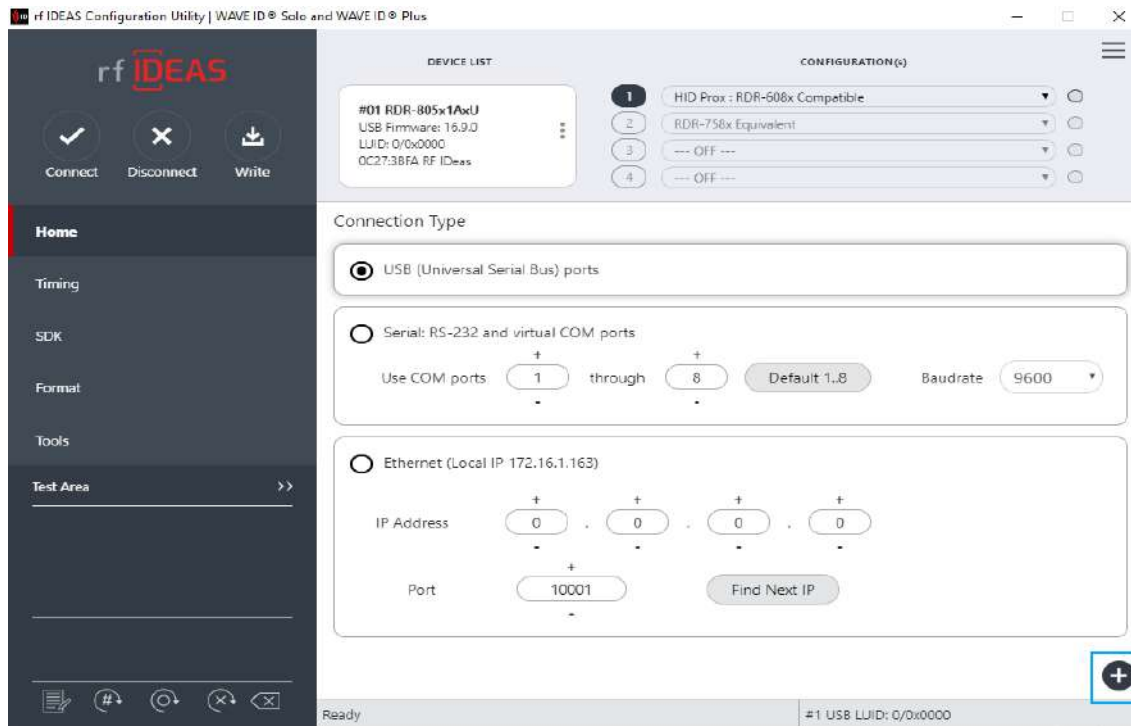 rf IDEAS Configuration Utility | WAVE ID® Solo and WAVE ID® Plus
rf IDEAS
Connect Disconnect Write
Home
Timing
SDK
Format
Tools
Test Area >>
DEVICE LIST
#01 RDR-805x1AxU
USB Firmware: 16.9.0
LUID: 0/0x0000
0C27:3BFA RF IDeas
CONFIGURATION(s)
1 HID Prox : RDR-608x Compatible
2 RDR-758x Equivalent
3 --- OFF ---
4 --- OFF ---
Connection Type
USB (Universal Serial Bus) ports
Serial: RS-232 and virtual COM ports
+ +
Use COM ports 1 through 8 Default 1..8 Baudrate 9600
- -
Ethernet (Local IP 172.16.1.163)
+ + + +
IP Address 0 . 0 . 0 . 0
- - - -
+
Port 10001 Find Next IP
-
Ready #1 USB LUID: 0/0x0000